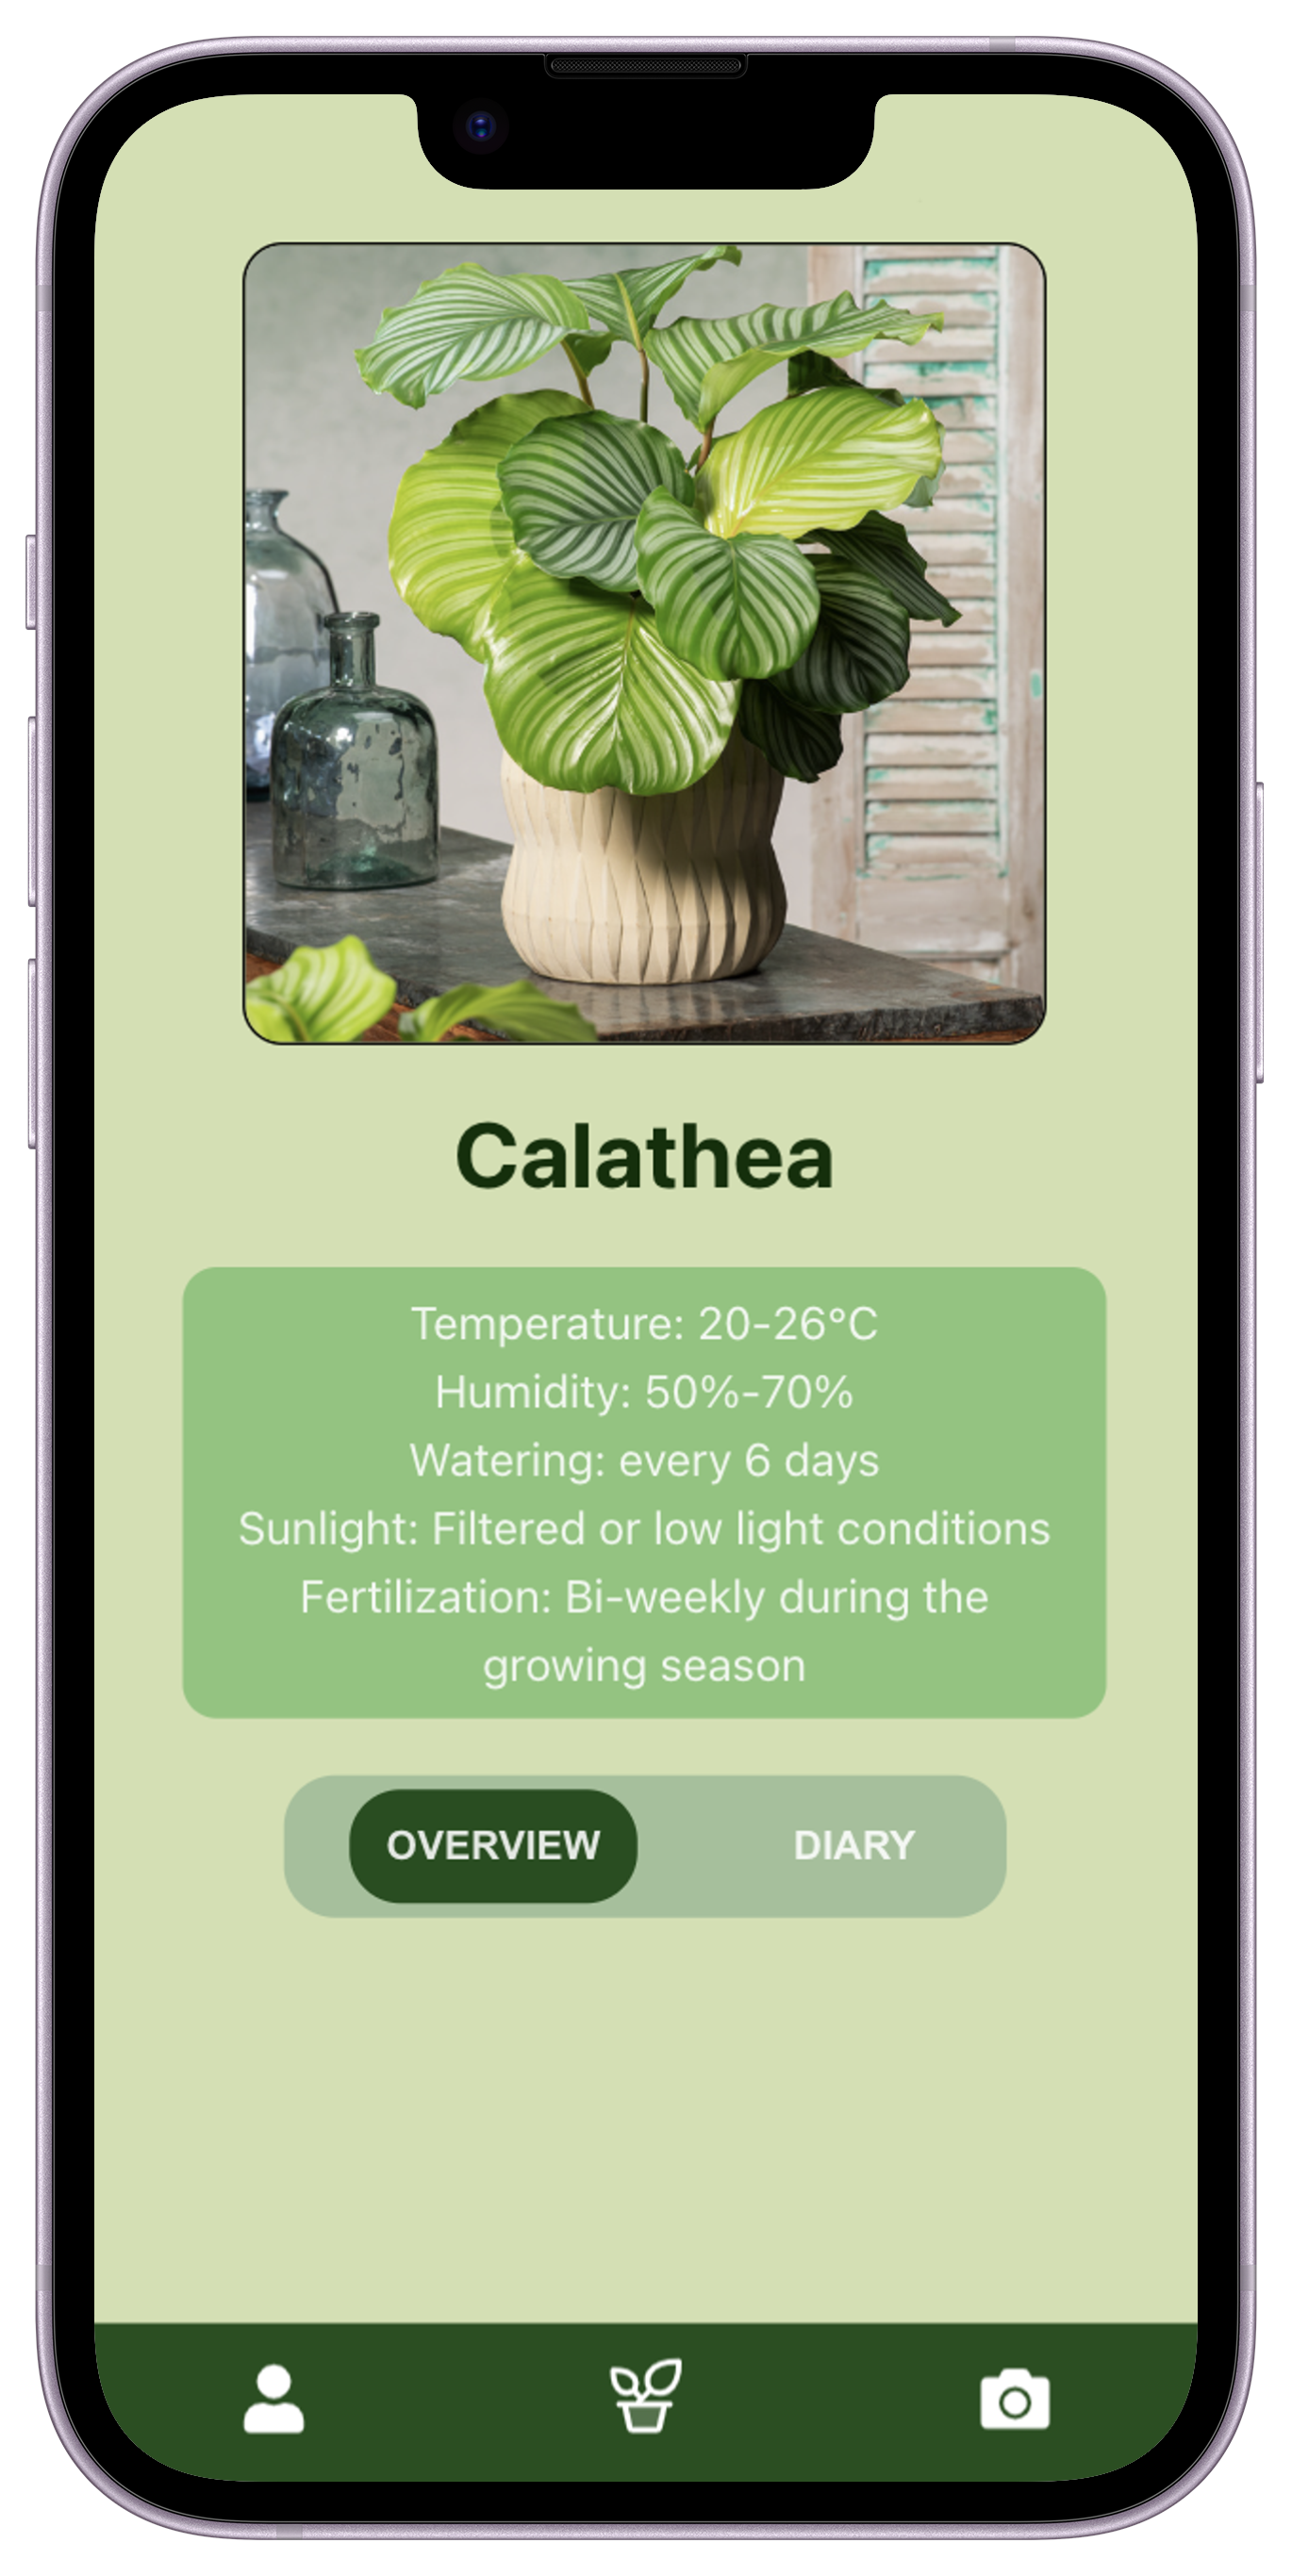 Calathea
Temperature: 20-26°C
Humidity: 50%-70%
Watering: every 6 days
Sunlight: Filtered or low light conditions
Fertilization: Bi-weekly during the
growing season
OVERVIEW DIARY